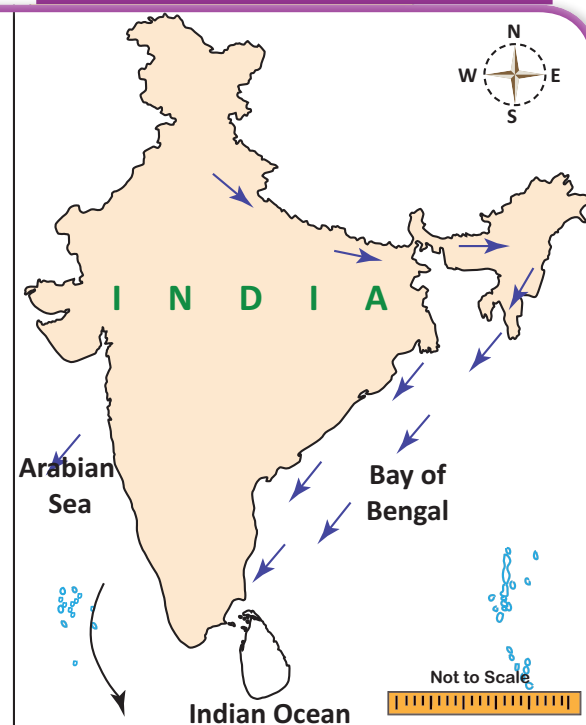 N
W E
S
I N D I A
Arabian
Sea
Bay of
Bengal
Not to Scale
Indian Ocean